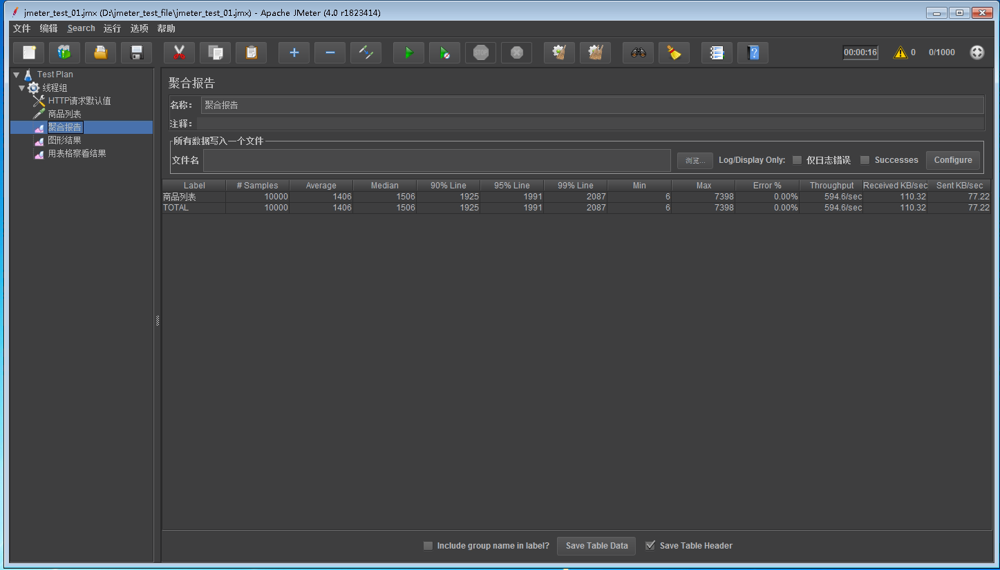 jmeter_test_01.jmx (D:\jmeter_test_file\jmeter_test_01.jmx) - Apache JMeter (4.0 r1823414)
文件 编辑 Search 运行 选项 帮助
STOP 00:00:16 0 0/1000
Test Plan
线程组
HTTP请求默认值
商品列表
聚合报告
图形结果
用表格察看结果
聚合报告
名称： 聚合报告
注释：
所有数据写入一个文件
文件名 浏览... Log/Display Only: 仅日志错误 Successes Configure
Label # Samples Average Median 90% Line 95% Line 99% Line Min Max Error % Throughput Received KB/sec Sent KB/sec
商品列表 10000 1406 1506 1925 1991 2087 6 7398 0.00% 594.6/sec 110.32 77.22
TOTAL 10000 1406 1506 1925 1991 2087 6 7398 0.00% 594.6/sec 110.32 77.22
Include group name in label? Save Table Data Save Table Header